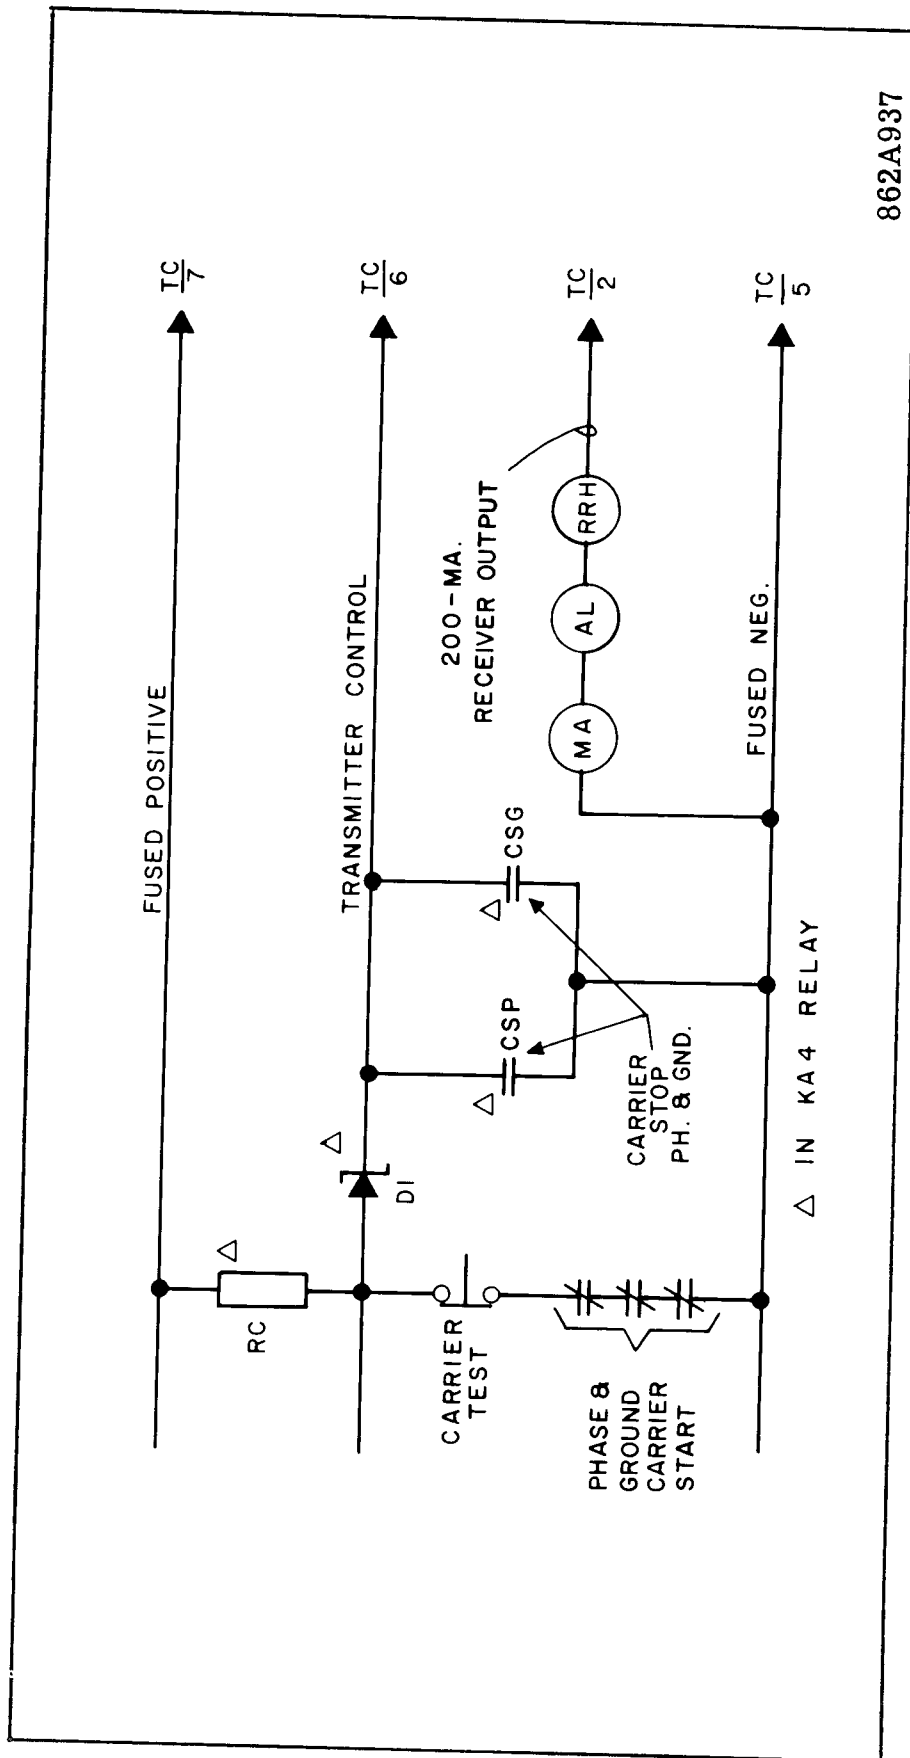 FUSED POSITIVE
TC
7
RC
TRANSMITTER CONTROL
TC
6
DI
CARRIER
TEST
CSP
CSG
200-MA.
RECEIVER OUTPUT
MA
AL
RRH
TC
2
CARRIER
STOP
PH. & GND.
PHASE &
GROUND
CARRIER
START
FUSED NEG.
TC
5
△ IN KA4 RELAY
862A937